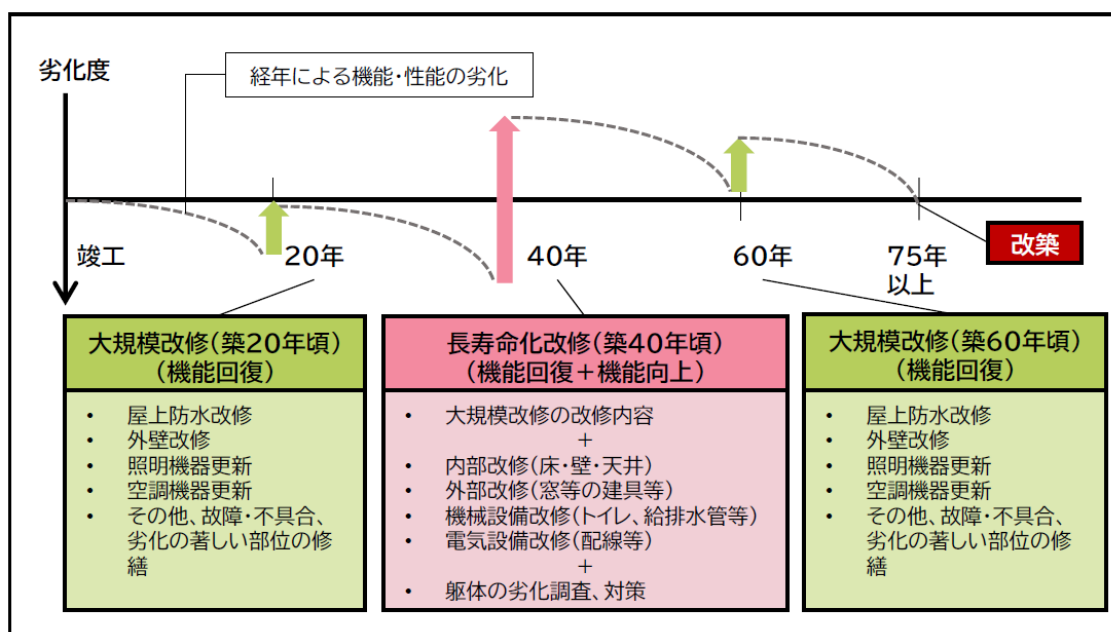 劣化度
経年による機能・性能の劣化
竣工
20年
40年
60年
75年
以上
改築
大規模改修(築20年頃)
(機能回復)
• 屋上防水改修
• 外壁改修
• 照明機器更新
• 空調機器更新
• その他、故障・不具合、
劣化の著しい部位の修
繕
長寿命化改修(築40年頃)
(機能回復+機能向上)
• 大規模改修の改修内容
+
• 内部改修(床・壁・天井)
• 外部改修(窓等の建具等)
• 機械設備改修(トイレ、給排水管等)
• 電気設備改修(配線等)
+
• 躯体の劣化調査、対策
大規模改修(築60年頃)
(機能回復)
• 屋上防水改修
• 外壁改修
• 照明機器更新
• 空調機器更新
• その他、故障・不具合、
劣化の著しい部位の修
繕